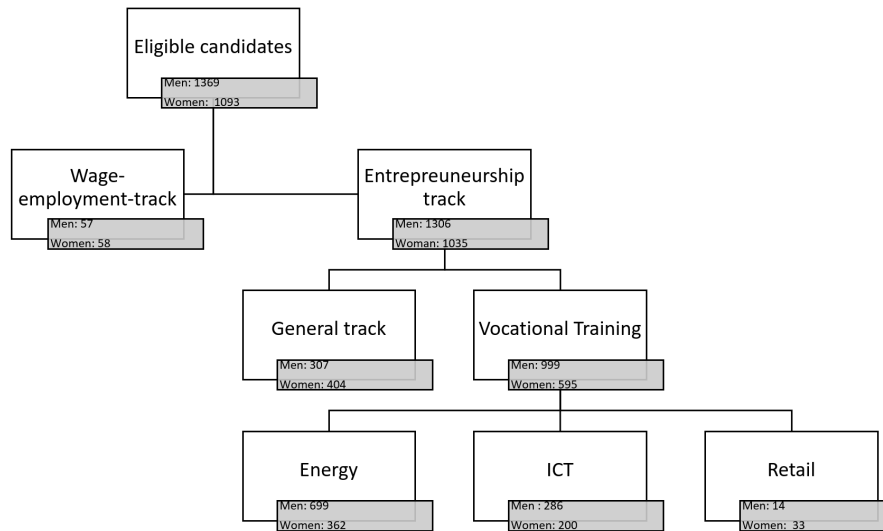 Eligible candidates
Men: 1369
Women:  1093
Wage-
employment-track
Men: 57
Women: 58
Entrepreuneurship
track
Men: 1306
Woman: 1035
General track
Men: 307
Women: 404
Vocational Training
Men: 999
Women: 595
Energy
Men: 699
Women: 362
ICT
Men : 286
Women: 200
Retail
Men: 14
Women:  33